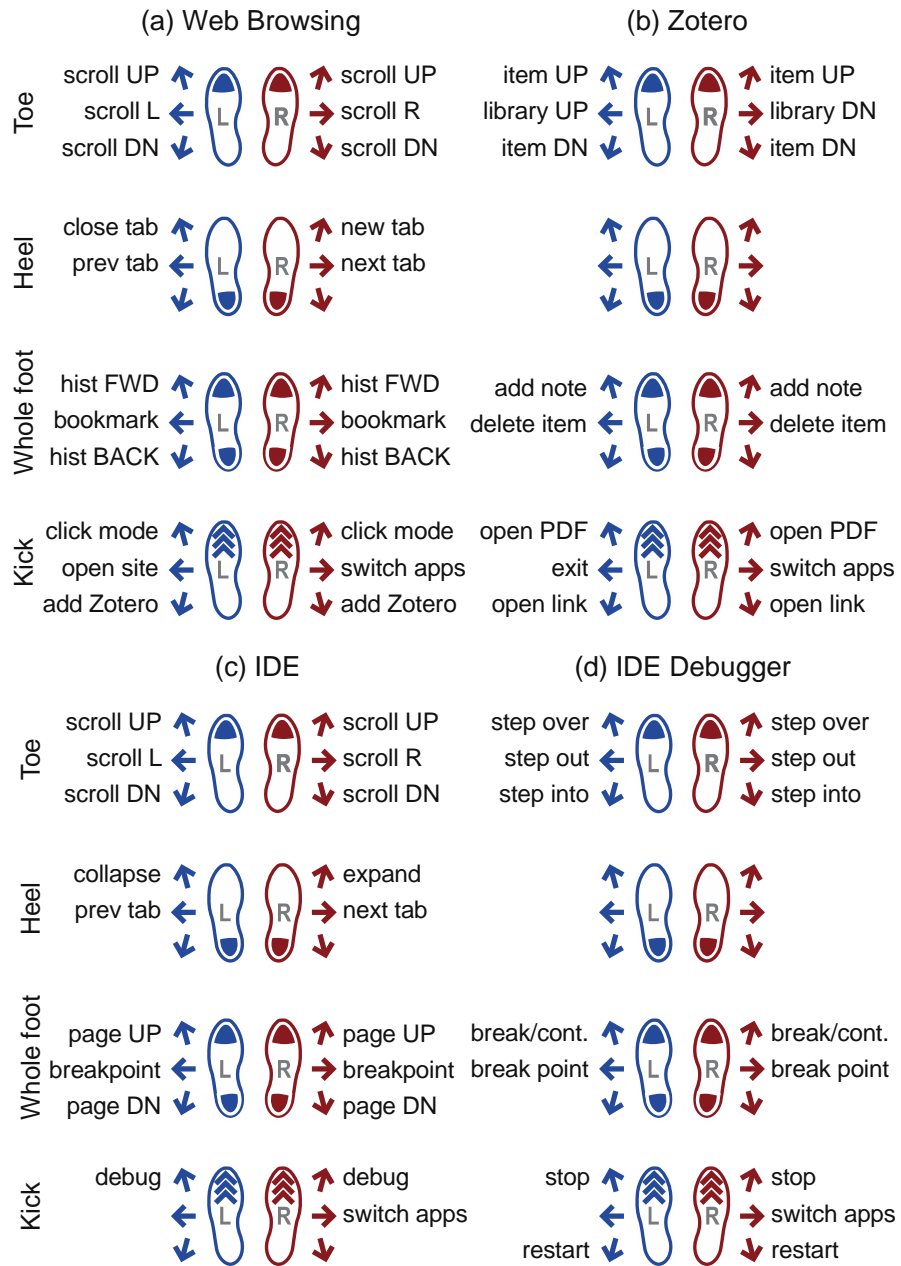 (a) Web Browsing (b) Zotero
Toe
scroll UP scroll UP item UP item UP
scroll L L R scroll R library UP L R library DN
scroll DN scroll DN item DN item DN
Heel
close tab new tab
prev tab L R next tab L R
Whole foot
hist FWD hist FWD add note add note
bookmark L R bookmark delete item L R delete item
hist BACK hist BACK
Kick
click mode click mode open PDF open PDF
open site L R switch apps exit L R switch apps
add Zotero add Zotero open link open link
(c) IDE (d) IDE Debugger
Toe
scroll UP scroll UP step over step over
scroll L L R scroll R step out L R step out
scroll DN scroll DN step into step into
Heel
collapse expand
prev tab L R next tab L R
Whole foot
page UP page UP break/cont. break/cont.
breakpoint L R breakpoint break point L R break point
page DN page DN
Kick
debug debug stop stop
L R switch apps L R switch apps
restart restart